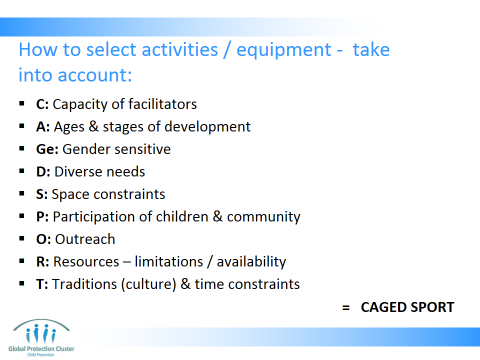 How to select activities / equipment -  take
into account:
▪ C: Capacity of facilitators
▪ A: Ages & stages of development
▪ Ge: Gender sensitive
▪ D: Diverse needs
▪ S: Space constraints
▪ P: Participation of children & community
▪ O: Outreach
▪ R: Resources – limitations / availability
▪ T: Traditions (culture) & time constraints
=   CAGED SPORT
Global Protection Cluster
Child Protection